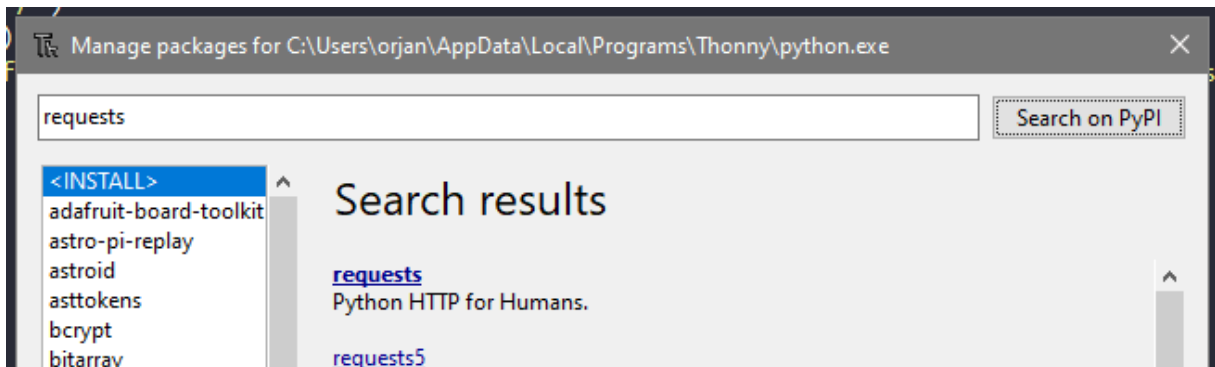 Manage packages for C:\Users\orjan\AppData\Local\Programs\Thonny\python.exe
requests
Search on PyPI
<INSTALL>
adafruit-board-toolkit
astro-pi-replay
astroid
asttokens
bcrypt
bitarray
Search results
requests
Python HTTP for Humans.
requests5